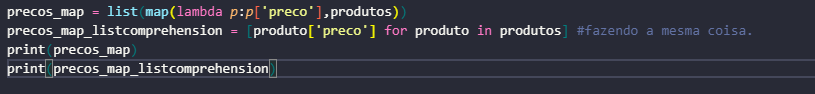 precos_map = list(map(lambda p:p['preco'],produtos))
precos_map_listcomprehension = [produto['preco'] for produto in produtos] #fazendo a mesma coisa.
print(precos_map)
print(precos_map_listcomprehension)